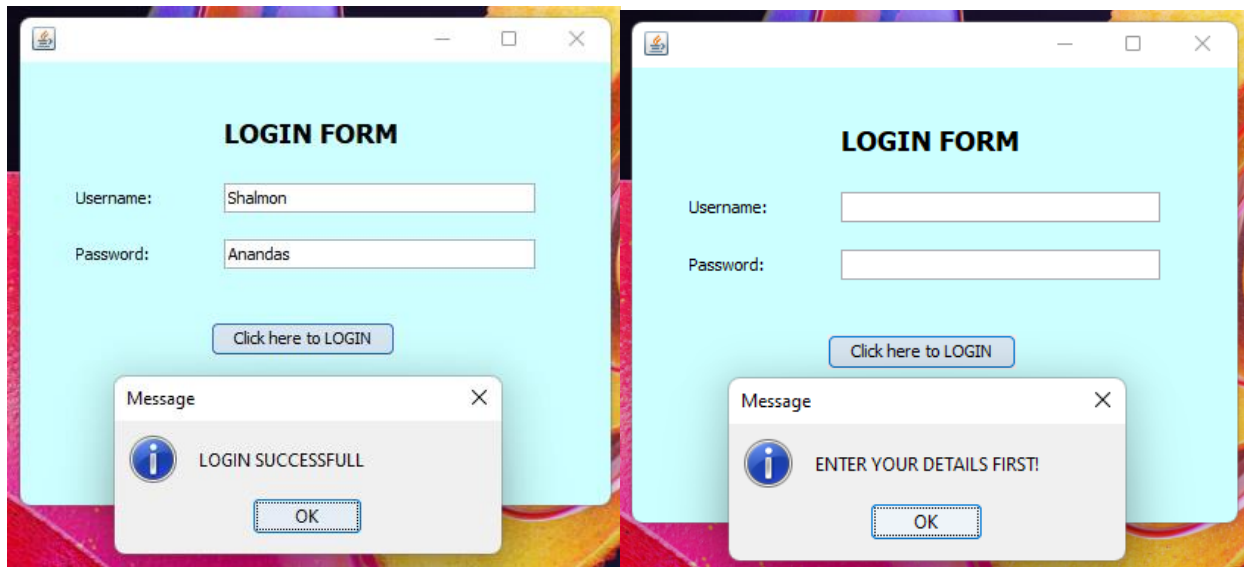 LOGIN FORM
Username: Shalmon
Password: Anandas
Click here to LOGIN
Message
LOGIN SUCCESSFULL
OK
LOGIN FORM
Username:
Password:
Click here to LOGIN
Message
ENTER YOUR DETAILS FIRST!
OK